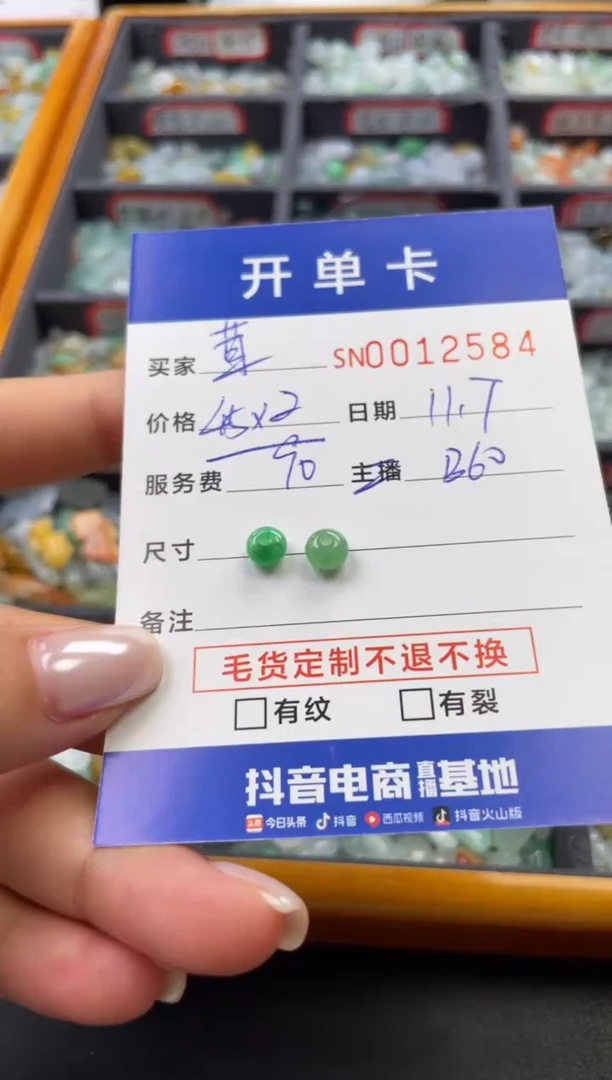 开单卡
买家 茸 SN0012584
价格 45x2 日期 11.7
服务费 90 主播 B60
尺寸
备注
毛货定制不退不换
□有纹 □有裂
抖音电商直播基地
今日头条 抖音 西瓜视频 抖音火山版